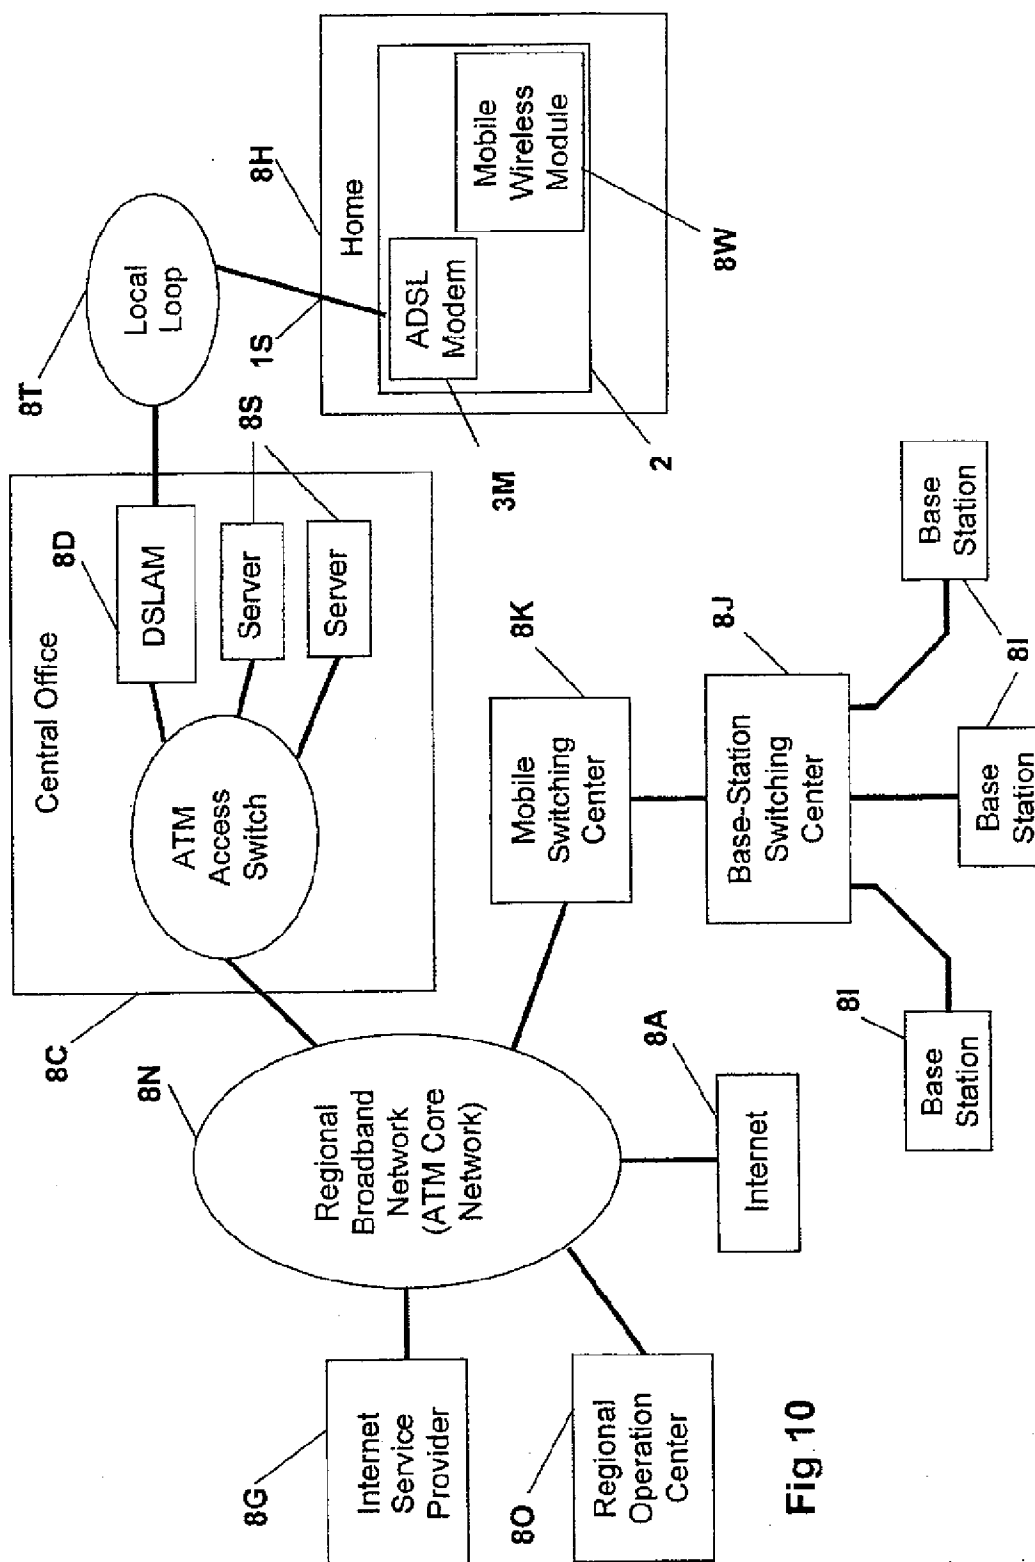 Central Office
8T
Local
Loop
8C
8N
8D
DSLAM
ATM
Access
Switch
Server
8S
Server
1S
8H
Home
ADSL
Modem
Mobile
Wireless
Module
3M
2
8W
8G
Internet
Service
Provider
Regional
Broadband
Network
(ATM Core
Network)
8O
Regional
Operation
Center
8A
Internet
8K
Mobile
Switching
Center
8J
Base-Station
Switching
Center
8I
Base
Station
8I
Base
Station
Base
Station
Fig 10